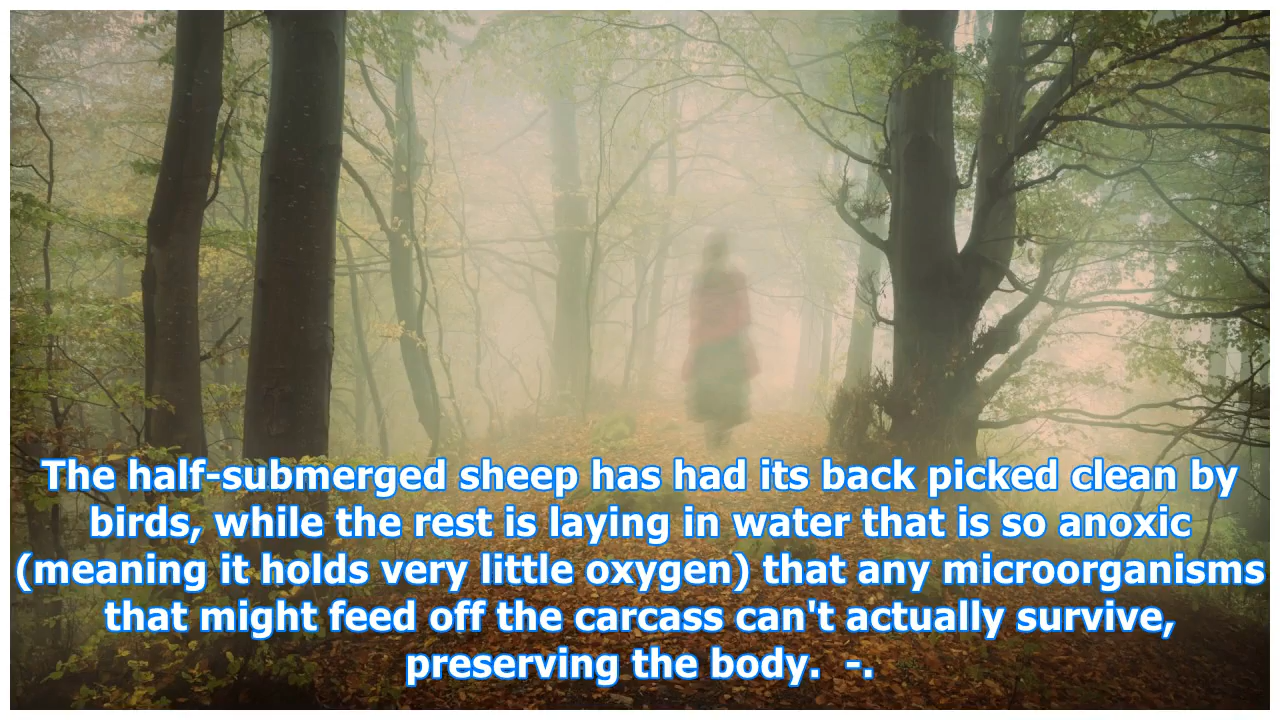 The half-submerged sheep has had its back picked clean by
birds, while the rest is laying in water that is so anoxic
(meaning it holds very little oxygen) that any microorganisms
that might feed off the carcass can't actually survive,
preserving the body.  -.